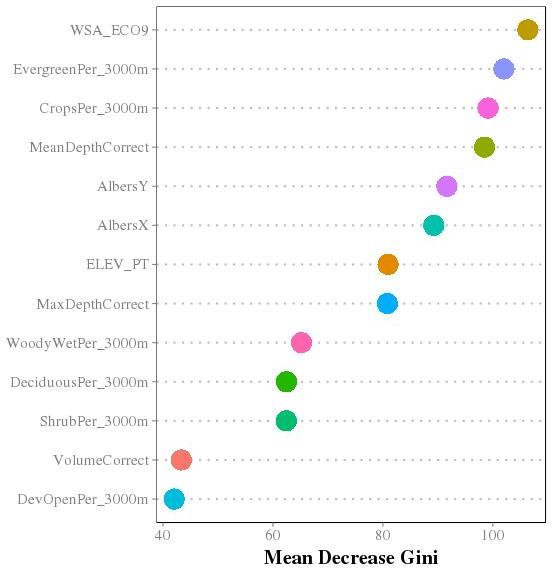 WSA_ECO9
EvergreenPer_3000m
CropsPer_3000m
MeanDepthCorrect
AlbersY
AlbersX
ELEV_PT
MaxDepthCorrect
WoodyWetPer_3000m
DeciduousPer_3000m
ShrubPer_3000m
VolumeCorrect
DevOpenPer_3000m
40 60 80 100
Mean Decrease Gini